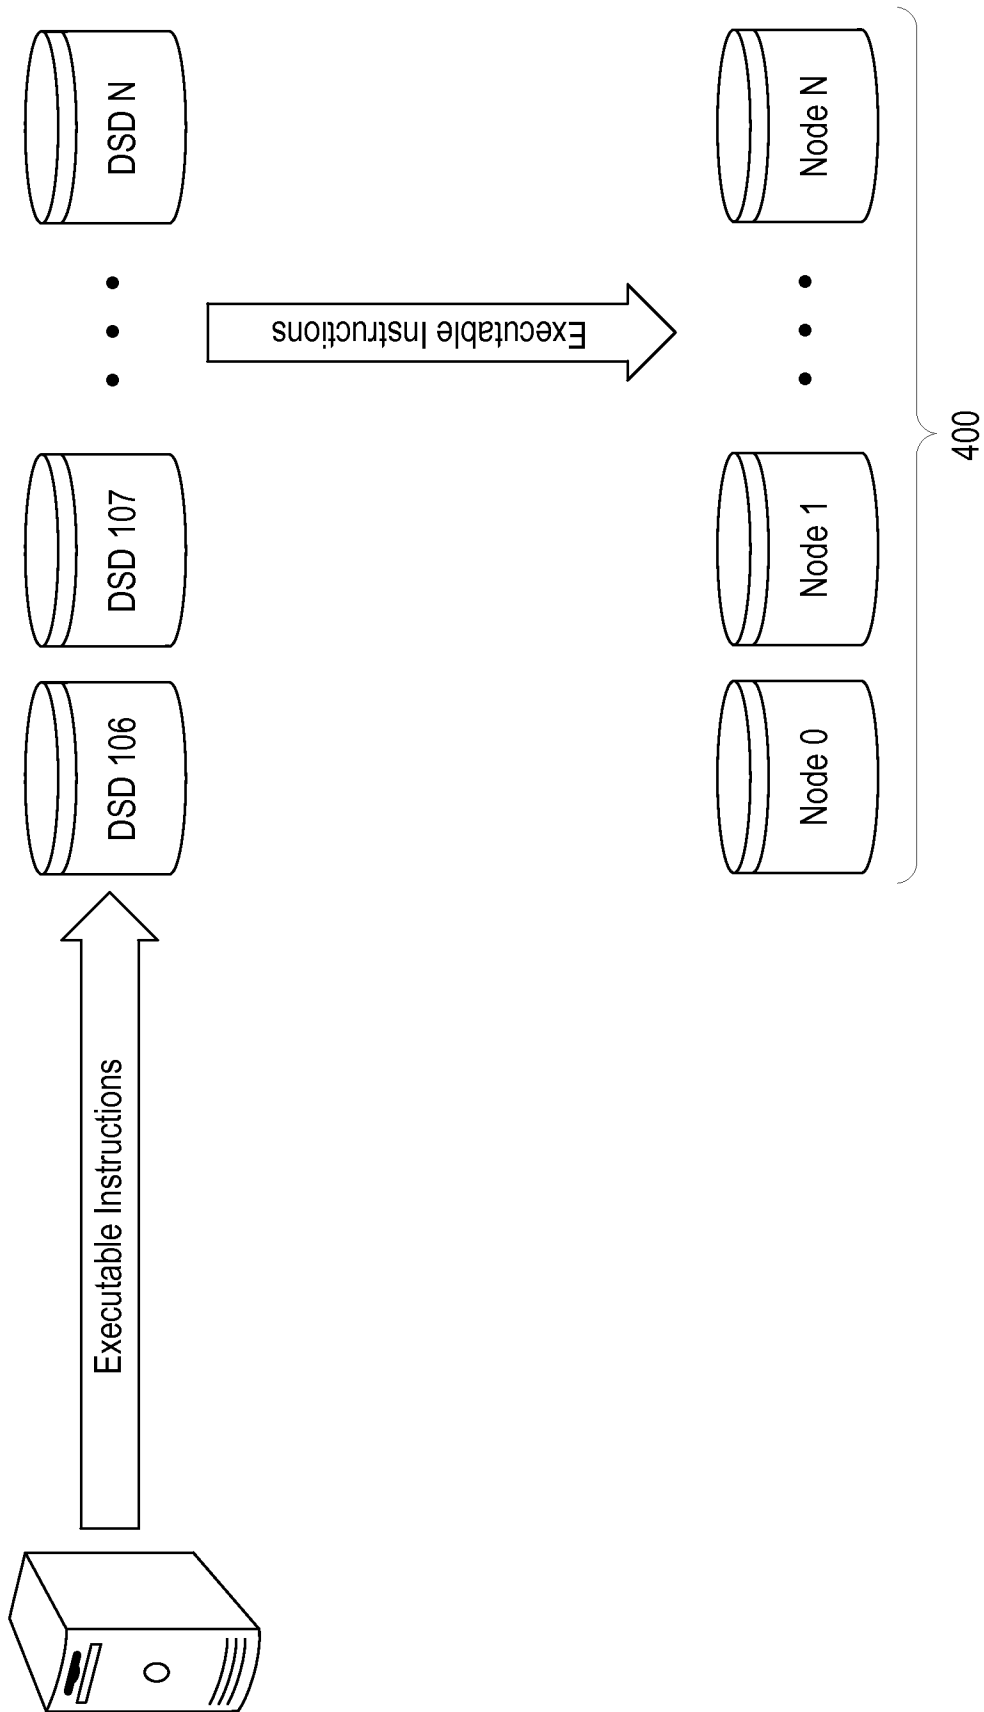 Executable Instructions
DSD 106
DSD 107
DSD N
Executable Instructions
Node 0
Node 1
Node N
400